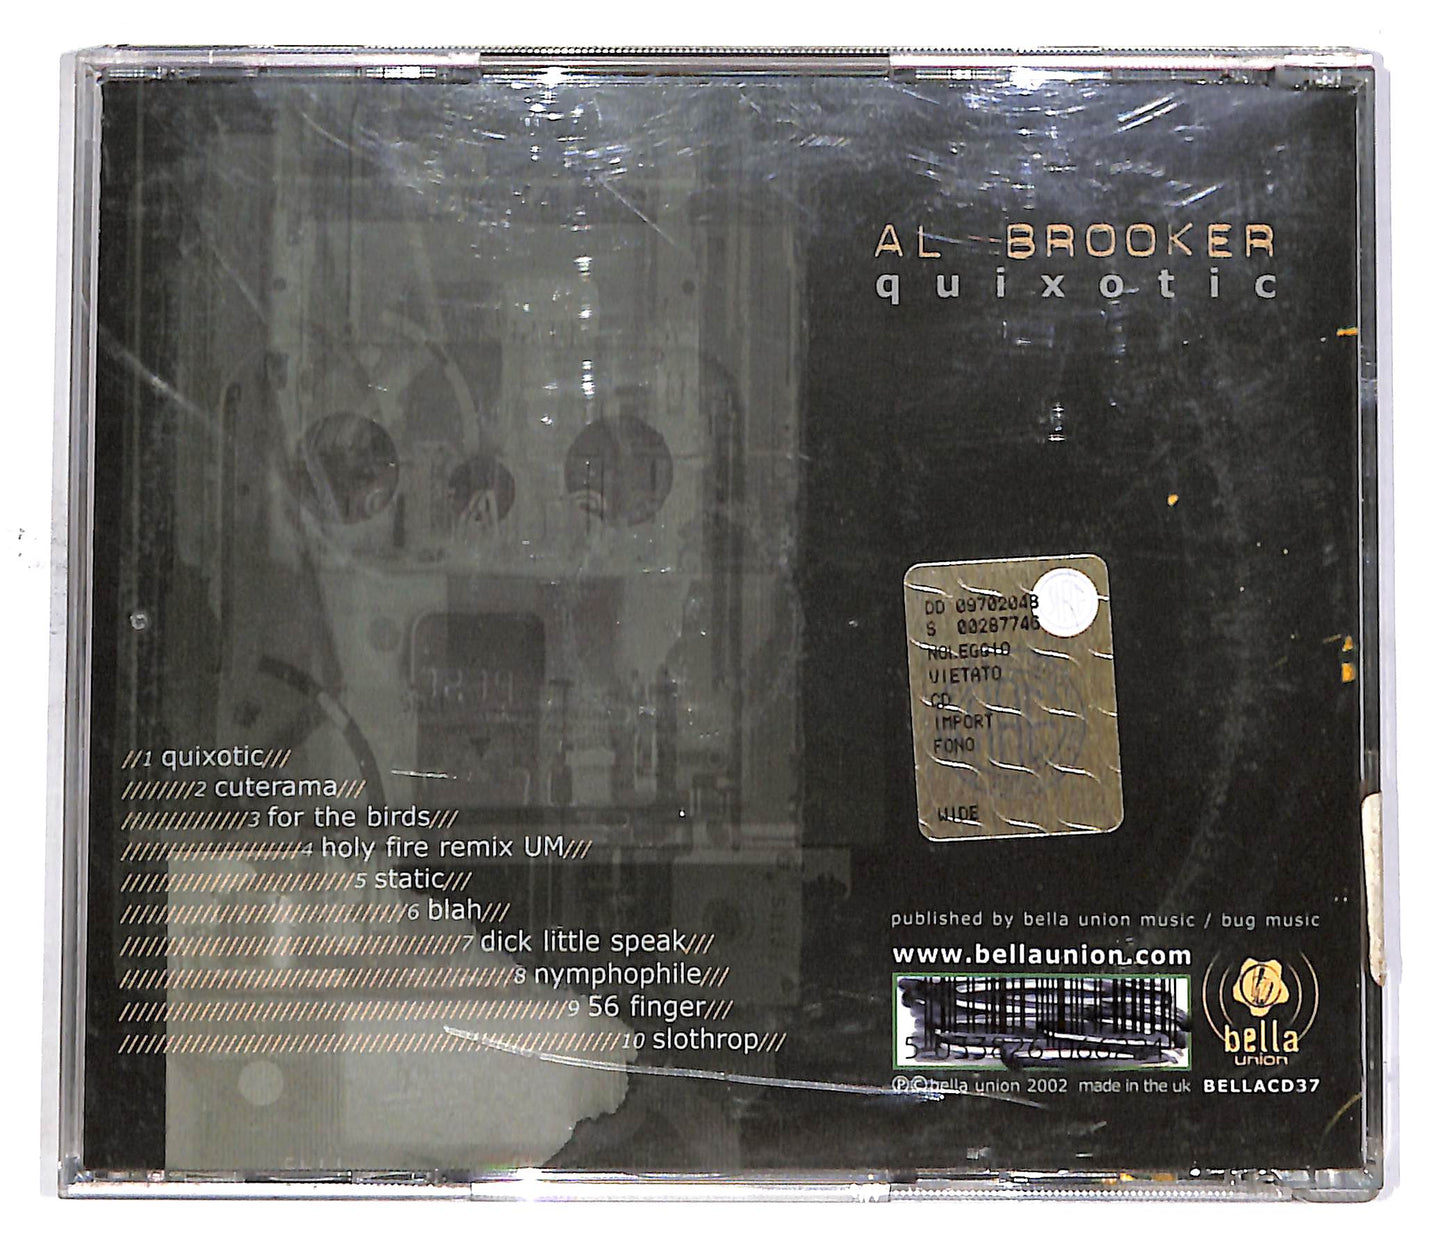 AL BROOKER
quixotic
DD 09702048
S 00287746
NOLEGGIO
VIETATO
CD
IMPORT
FONO
WIDE
//1 quixotic///
////////2 cuterama///
//////////////3 for the birds///
////////////////////4 holy fire remix UM///
//////////////////////////5 static///
////////////////////////////////6 blah///
//////////////////////////////////////7 dick little speak///
////////////////////////////////////////////8 nymphophile///
//////////////////////////////////////////////////9 56 finger///
////////////////////////////////////////////////////////10 slothrop///
published by bella union music / bug music
www.bellaunion.com
bella
union
℗©bella union 2002 made in the uk BELLACD37